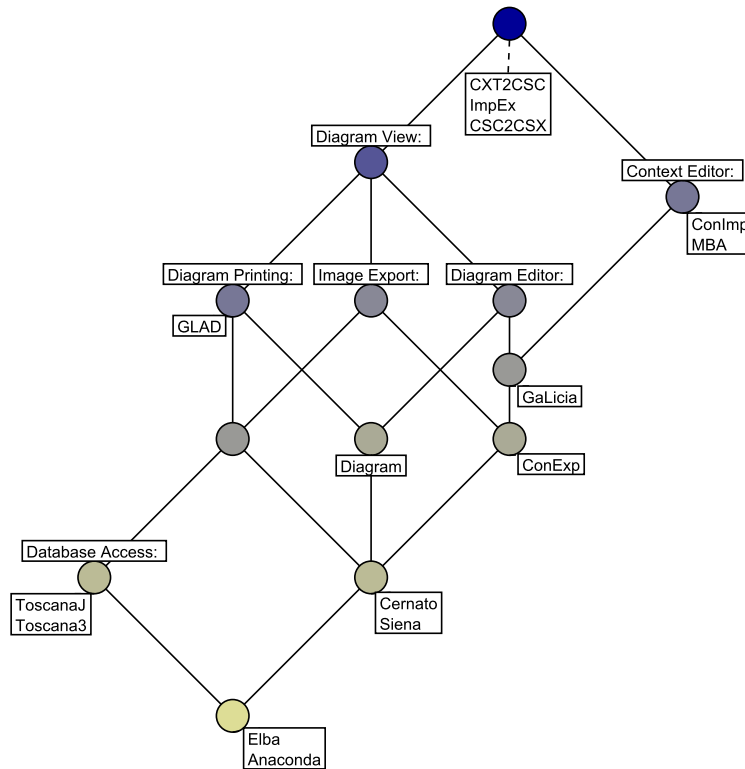 CXT2CSC
ImpEx
CSC2CSX
Diagram View:
Context Editor:
ConImp
MBA
Diagram Printing:
Image Export:
Diagram Editor:
GLAD
GaLicia
Diagram
ConExp
Database Access:
ToscanaJ
Toscana3
Cernato
Siena
Elba
Anaconda